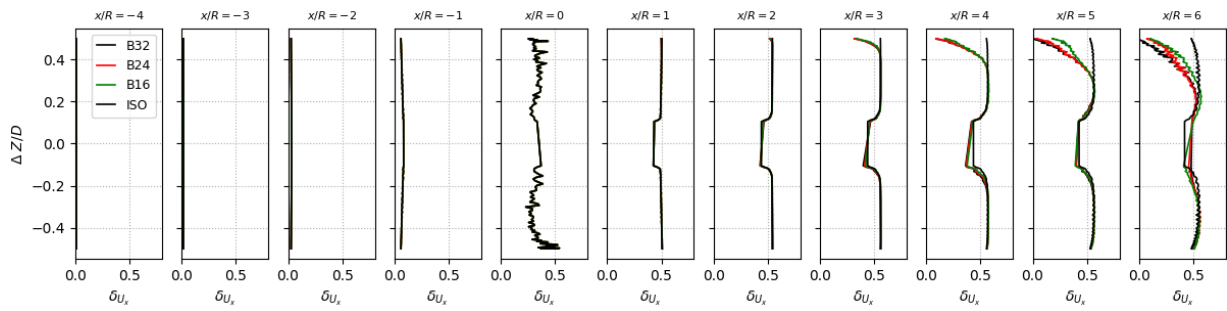 x/R = −4 x/R = −3 x/R = −2 x/R = −1 x/R = 0 x/R = 1 x/R = 2 x/R = 3 x/R = 4 x/R = 5 x/R = 6
B32
B24
B16
ISO
0.4
0.2
0.0
−0.2
−0.4
Δ Z/D
0.0 0.5 0.0 0.5 0.0 0.5 0.0 0.5 0.0 0.5 0.0 0.5 0.0 0.5 0.0 0.5 0.0 0.5 0.0 0.5 0.0 0.5
δUx δUx δUx δUx δUx δUx δUx δUx δUx δUx δUx